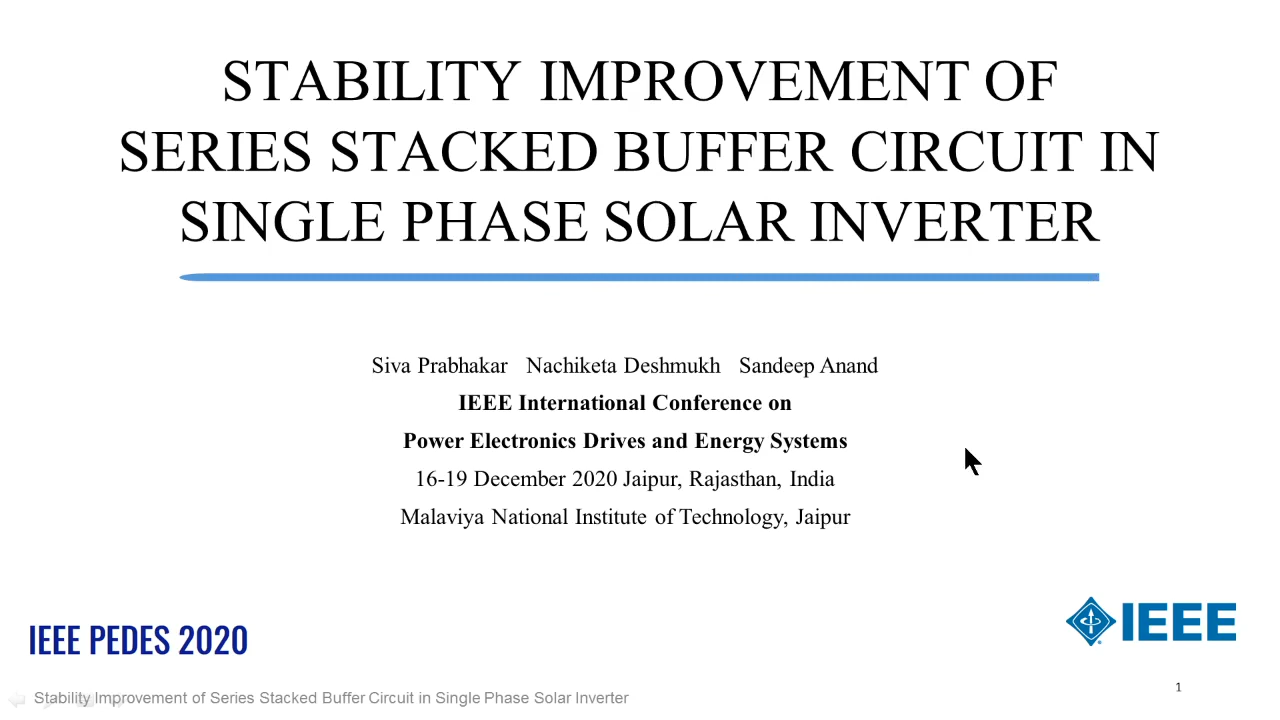 STABILITY IMPROVEMENT OF
SERIES STACKED BUFFER CIRCUIT IN
SINGLE PHASE SOLAR INVERTER
Siva Prabhakar Nachiketa Deshmukh Sandeep Anand
IEEE International Conference on
Power Electronics Drives and Energy Systems
16-19 December 2020 Jaipur, Rajasthan, India
Malaviya National Institute of Technology, Jaipur
IEEE PEDES 2020
IEEE
Stability Improvement of Series Stacked Buffer Circuit in Single Phase Solar Inverter
1